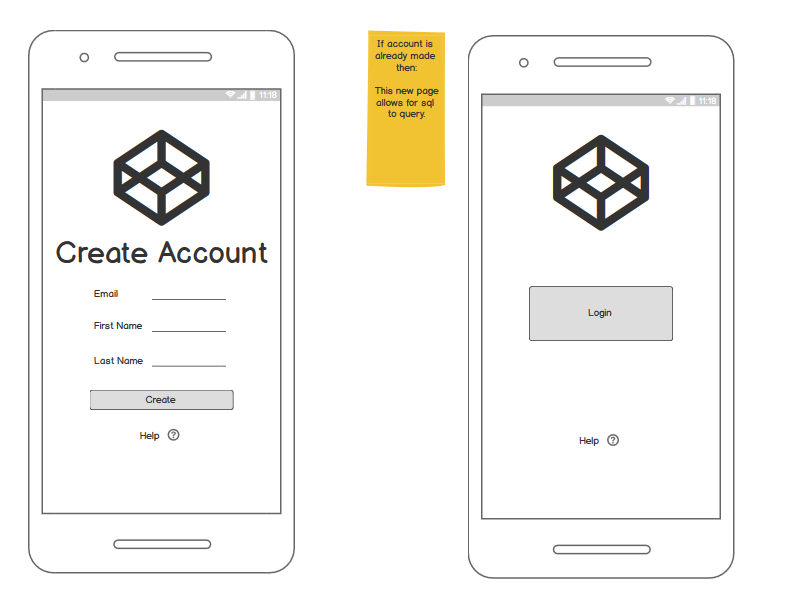 11:18
Create Account
Email
First Name
Last Name
Create
Help ?
If account is
already made
then:
This new page
allows for sql
to query.
11:18
Login
Help ?